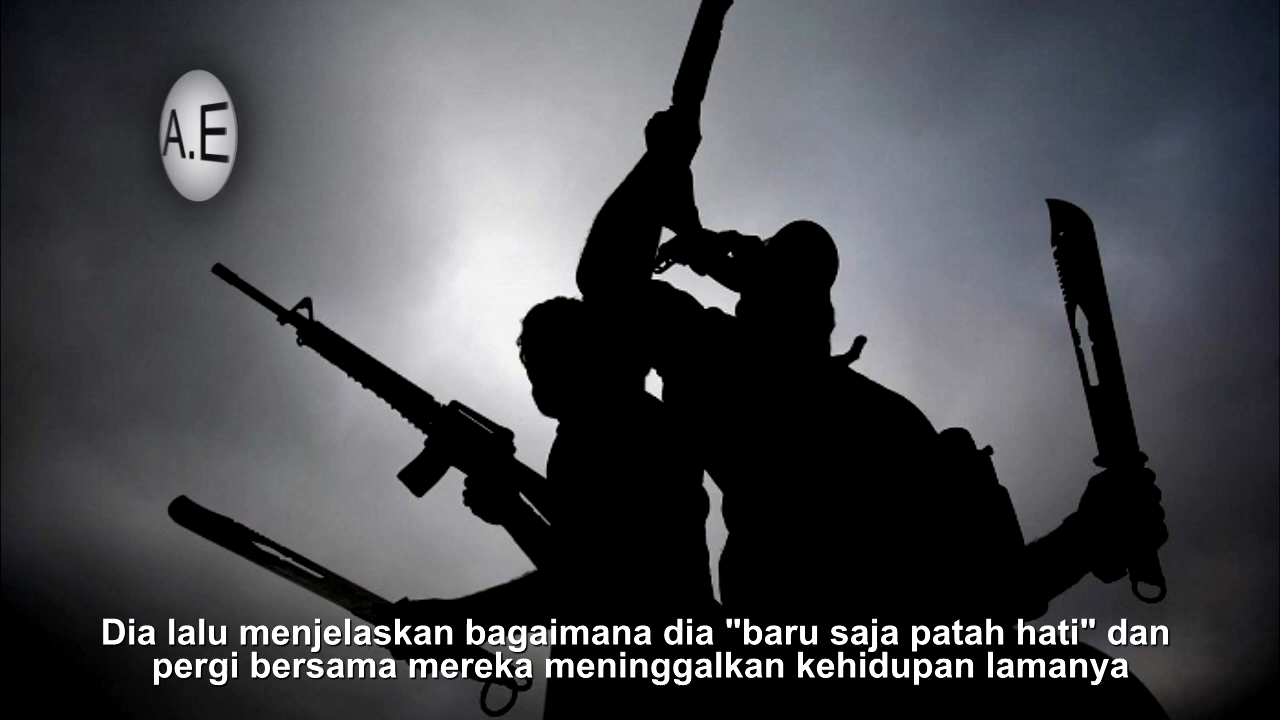 A.E
Dia lalu menjelaskan bagaimana dia "baru saja patah hati" dan
pergi bersama mereka meninggalkan kehidupan lamanya